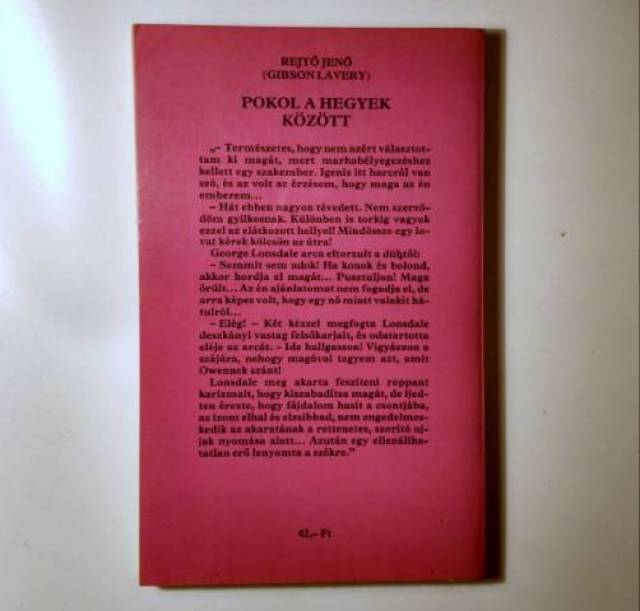 REJTŐ JENŐ
(GIBSON LAVERY)
POKOL A HEGYEK
KÖZÖTT
„– Természetes, hogy nem azért választot-
tam ki magát, mert marhabélyegezéshez
kellett egy szakember. Igenis itt harcról van
szó, és az volt az érzésem, hogy maga az én
emberem...
– Hát ebben nagyon tévedett. Nem szerző-
döm gyilkosnak. Különben is torkig vagyok
ezzel az elátkozott hellyel! Mindössze egy lo-
vat kérek kölcsön az útra!
George Lonsdale arca eltorzult a dühtől:
– Semmit sem adok! Ha konok és bolond,
akkor hordja el magát... Pusztuljon! Maga
őrült... Az én ajánlatomat nem fogadja el, de
arra képes volt, hogy egy nő miatt valakit há-
tulról...
– Elég! – Két kézzel megfogta Lonsdale
deszkányi vastag felsőkarjait, és odatartotta
eléje az arcát. – Ide hallgasson! Vigyázzon a
szájára, nehogy magával tegyem azt, amit
Owennek szánt!
Lonsdale meg akarta feszíteni roppant
karizmait, hogy kiszabadítsa magát, de ijed-
ten érezte, hogy fájdalom hasít a csontjába,
az izom elhal és elzsibbad, nem engedelmes-
kedik az akaratának a rettenetes, szorító uj-
jak nyomása alatt... Azután egy ellenállha-
tatlan erő lenyomta a székre.”
42,– Ft